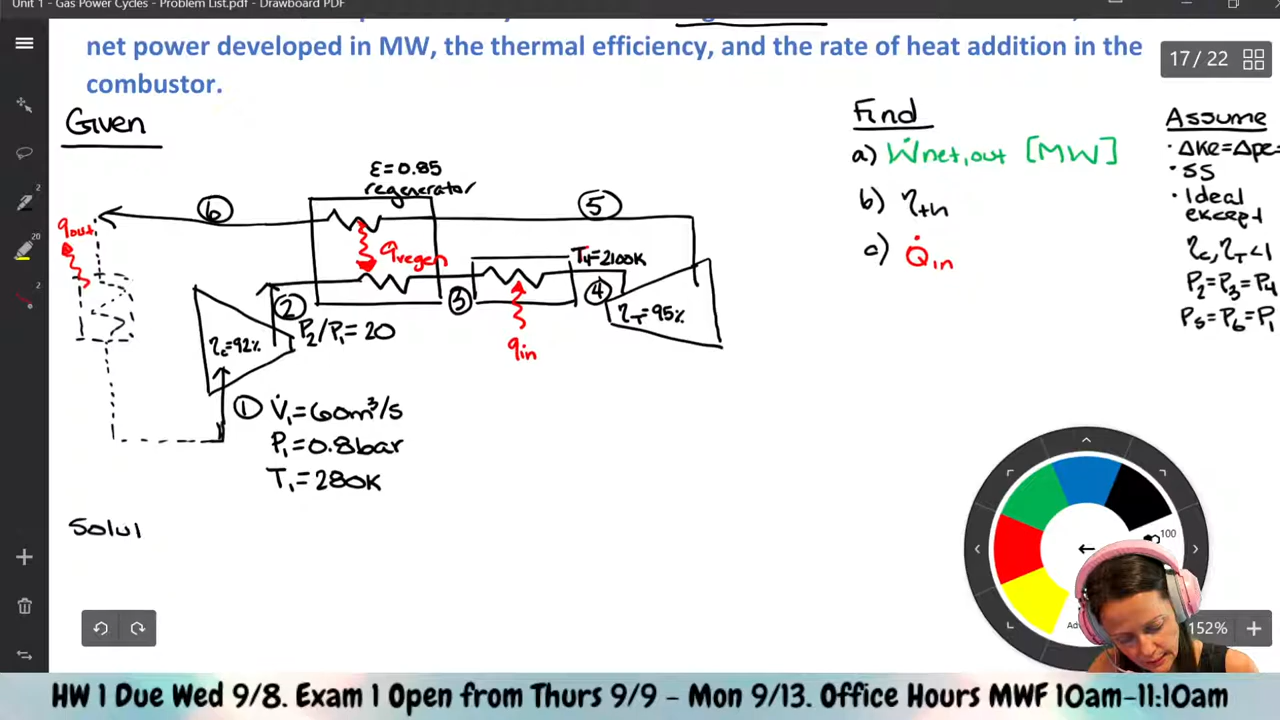 Unit 1 - Gas Power Cycles - Problem List.pdf - Drawboard PDF
net power developed in MW, the thermal efficiency, and the rate of heat addition in the
combustor.
17 / 22
Given
Find
a) Ẇnet,out [MW]
b) ηth
c) Q̇in
Assume
• ΔKE=Δpe=
• SS
• Ideal
except
ηc, ηT<1
P2=P3=P4
P5=P6=P1
ε=0.85
regenerator
6
5
qout
qregen
T4=2100K
2
3
4
ηc=92%
P2/P1=20
ηT=95%
qin
1
V̇1=60m³/s
P1=0.8bar
T1=280K
Solut
100
152%
HW 1 Due Wed 9/8. Exam 1 Open from Thurs 9/9 - Mon 9/13. Office Hours MWF 10am-11:10am